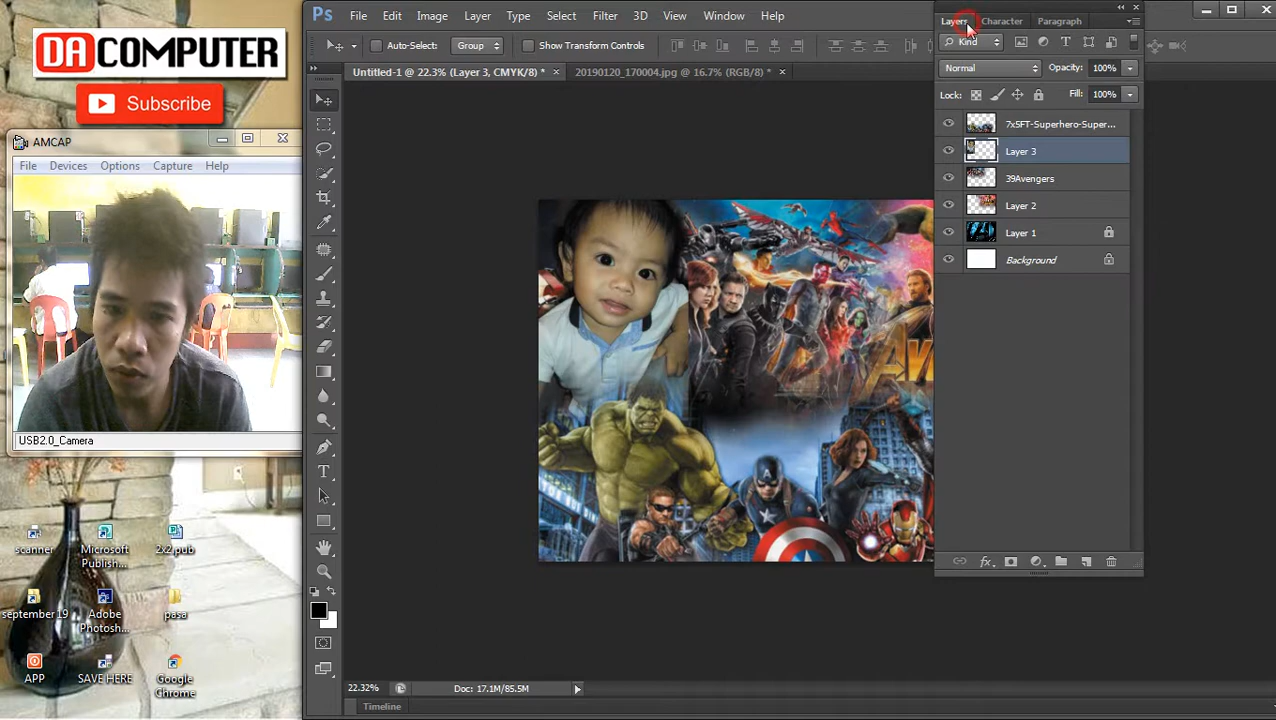 DA COMPUTER
Subscribe
AMCAP
File Devices Options Capture Help
USB2.0_Camera
scanner
Microsoft Publish...
2x2.pub
september 19
Adobe Photosh...
pasa
APP
SAVE HERE
Google Chrome
Ps File Edit Image Layer Type Select Filter 3D View Window Help
Auto-Select: Group Show Transform Controls
Untitled-1 @ 22.3% (Layer 3, CMYK/8) * × 20190120_170004.jpg @ 16.7% (RGB/8) * ×
AW
22.32% Doc: 17.1M/85.5M
Timeline
Layers Character Paragraph
Kind
Normal Opacity: 100%
Lock: Fill: 100%
7x5FT-Superhero-Super...
Layer 3
39Avengers
Layer 2
Layer 1
Background
fx